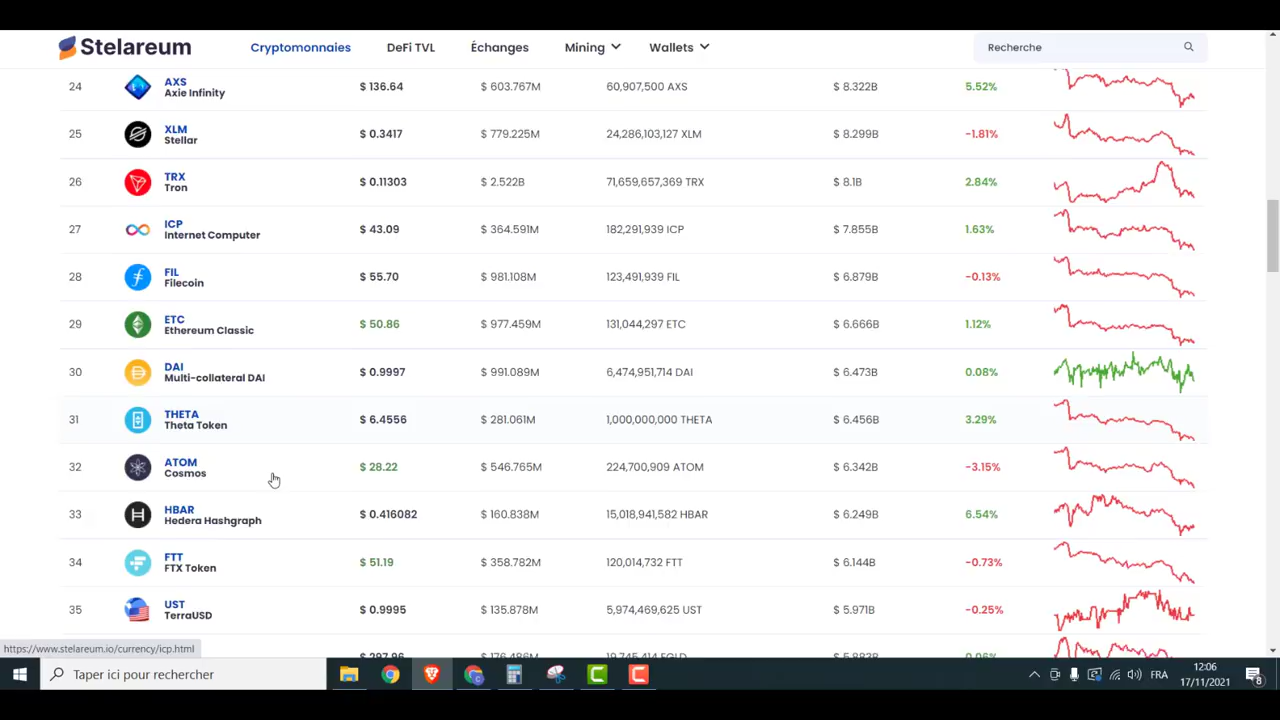 Stelareum Cryptomonnaies DeFi TVL Échanges Mining Wallets Recherche
24 AXS Axie Infinity $ 136.64 $ 603.767M 60,907,500 AXS $ 8.322B 5.52%
25 XLM Stellar $ 0.3417 $ 779.225M 24,286,103,127 XLM $ 8.299B -1.81%
26 TRX Tron $ 0.11303 $ 2.522B 71,659,657,369 TRX $ 8.1B 2.84%
27 ICP Internet Computer $ 43.09 $ 364.591M 182,291,939 ICP $ 7.855B 1.63%
28 FIL Filecoin $ 55.70 $ 981.108M 123,491,939 FIL $ 6.879B -0.13%
29 ETC Ethereum Classic $ 50.86 $ 977.459M 131,044,297 ETC $ 6.666B 1.12%
30 DAI Multi-collateral DAI $ 0.9997 $ 991.089M 6,474,951,714 DAI $ 6.473B 0.08%
31 THETA Theta Token $ 6.4556 $ 281.061M 1,000,000,000 THETA $ 6.456B 3.29%
32 ATOM Cosmos $ 28.22 $ 546.765M 224,700,909 ATOM $ 6.342B -3.15%
33 HBAR Hedera Hashgraph $ 0.416082 $ 160.838M 15,018,941,582 HBAR $ 6.249B 6.54%
34 FTT FTX Token $ 51.19 $ 358.782M 120,014,732 FTT $ 6.144B -0.73%
35 UST TerraUSD $ 0.9995 $ 135.878M 5,974,469,625 UST $ 5.971B -0.25%
https://www.stelareum.io/currency/icp.html
Taper ici pour rechercher FRA 12:06
17/11/2021 8